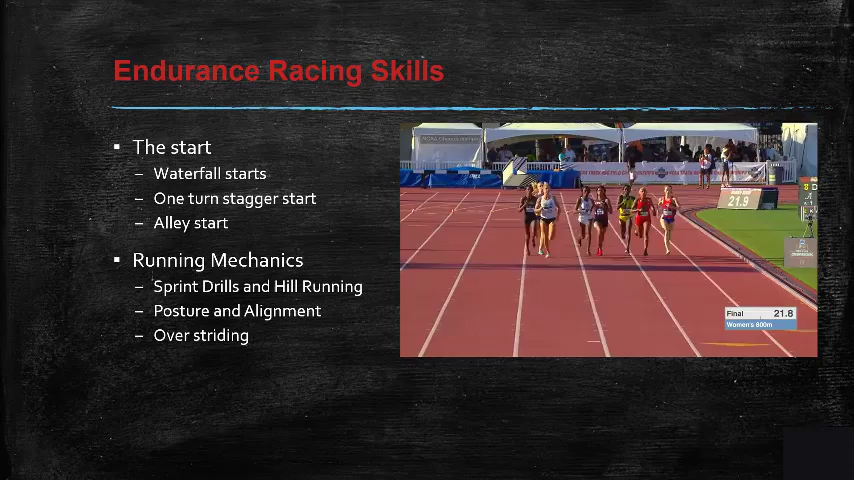 Endurance Racing Skills
▪ The start
– Waterfall starts
– One turn stagger start
– Alley start
▪ Running Mechanics
– Sprint Drills and Hill Running
– Posture and Alignment
– Over striding
21.9
Final 21.8
Women's 800m